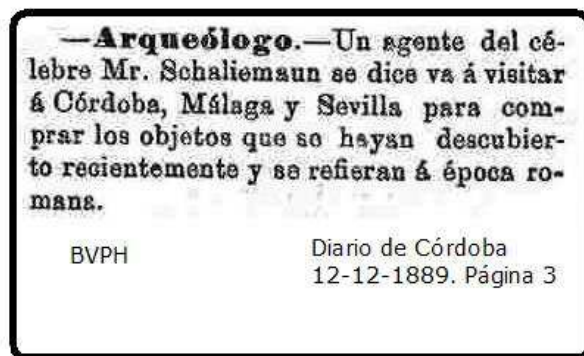 —Arqueólogo.—Un agente del cé-
lebre Mr. Schaliemaun se dice va á visitar
á Córdoba, Málaga y Sevilla para com-
prar los objetos que se hayan descubier-
to recientemente y se refieran á época ro-
mana.
BVPH
Diario de Córdoba
12-12-1889. Página 3